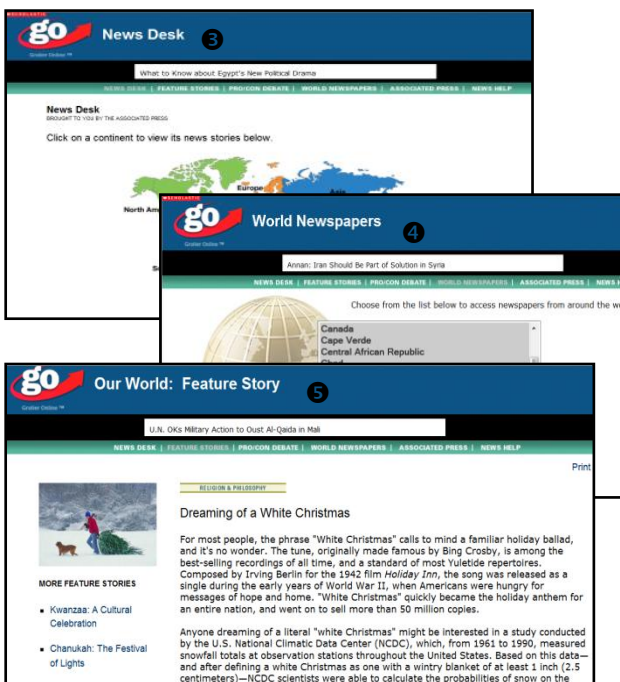 SCHOLASTIC
go
Grolier Online ™
News Desk
❸
What to Know about Egypt's New Political Drama
NEWS DESK | FEATURE STORIES | PRO/CON DEBATE | WORLD NEWSPAPERS | ASSOCIATED PRESS | NEWS HELP
News Desk
BROUGHT TO YOU BY THE ASSOCIATED PRESS
Click on a continent to view its news stories below.
Europe
Asia
North Am
SCHOLASTIC
go
Grolier Online ™
World Newspapers
❹
Annan: Iran Should Be Part of Solution in Syria
NEWS DESK | FEATURE STORIES | PRO/CON DEBATE | WORLD NEWSPAPERS | ASSOCIATED PRESS | NEWS H
Choose from the list below to access newspapers from around the wo
Canada
Cape Verde
Central African Republic
Chad
go
Grolier Online ™
Our World: Feature Story
❺
U.N. OKs Military Action to Oust Al-Qaida in Mali
NEWS DESK | FEATURE STORIES | PRO/CON DEBATE | WORLD NEWSPAPERS | ASSOCIATED PRESS | NEWS HELP
Print
RELIGION & PHILOSOPHY
Dreaming of a White Christmas
For most people, the phrase "White Christmas" calls to mind a familiar holiday ballad,
and it's no wonder. The tune, originally made famous by Bing Crosby, is among the
best-selling recordings of all time, and a standard of most Yuletide repertoires.
Composed by Irving Berlin for the 1942 film Holiday Inn, the song was released as a
single during the early years of World War II, when Americans were hungry for
messages of hope and home. "White Christmas" quickly became the holiday anthem for
an entire nation, and went on to sell more than 50 million copies.
Anyone dreaming of a literal "white Christmas" might be interested in a study conducted
by the U.S. National Climatic Data Center (NCDC), which, from 1961 to 1990, measured
snowfall totals at observation stations throughout the United States. Based on this data—
and after defining a white Christmas as one with a wintry blanket of at least 1 inch (2.5
centimeters)—NCDC scientists were able to calculate the probabilities of snow on the
MORE FEATURE STORIES
Kwanzaa: A Cultural
Celebration
Chanukah: The Festival
of Lights